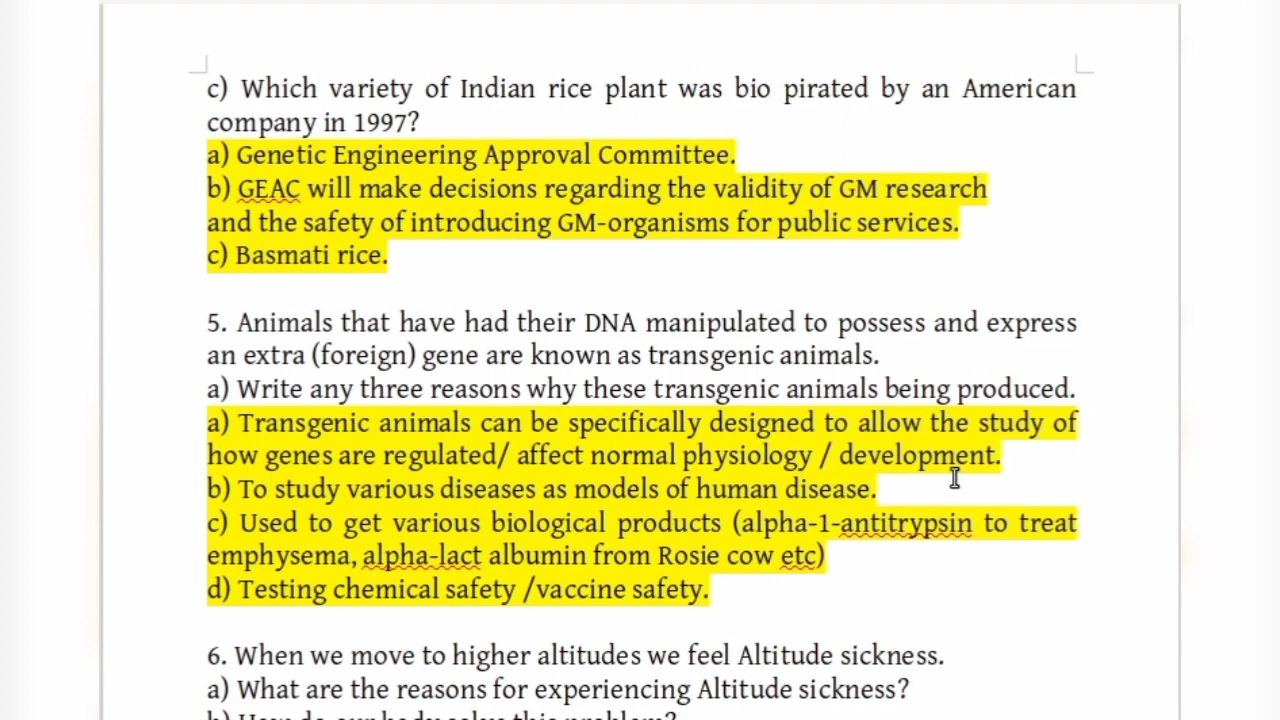 c) Which variety of Indian rice plant was bio pirated by an American
company in 1997?
a) Genetic Engineering Approval Committee.
b) GEAC will make decisions regarding the validity of GM research
and the safety of introducing GM-organisms for public services.
c) Basmati rice.
5. Animals that have had their DNA manipulated to possess and express
an extra (foreign) gene are known as transgenic animals.
a) Write any three reasons why these transgenic animals being produced.
a) Transgenic animals can be specifically designed to allow the study of
how genes are regulated/ affect normal physiology / development.
b) To study various diseases as models of human disease.
c) Used to get various biological products (alpha-1-antitrypsin to treat
emphysema, alpha-lact albumin from Rosie cow etc)
d) Testing chemical safety /vaccine safety.
6. When we move to higher altitudes we feel Altitude sickness.
a) What are the reasons for experiencing Altitude sickness?
b) How do our body solve this problem?